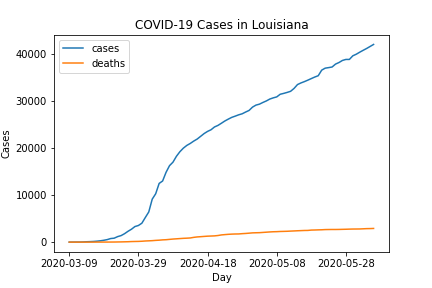 COVID-19 Cases in Louisiana
cases
deaths
40000
30000
20000
10000
0
Cases
2020-03-09 2020-03-29 2020-04-18 2020-05-08 2020-05-28
Day